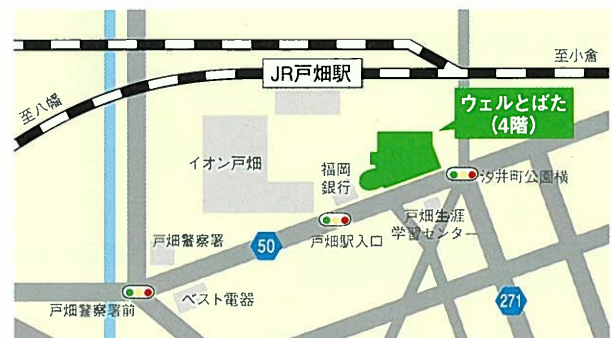 JR戸畑駅
至小倉
至八幡
ウェルとばた
(4階)
イオン戸畑
福岡
銀行
汐井町公園横
戸畑生涯
学習センター
戸畑駅入口
戸畑警察署
50
ベスト電器
戸畑警察署前
271